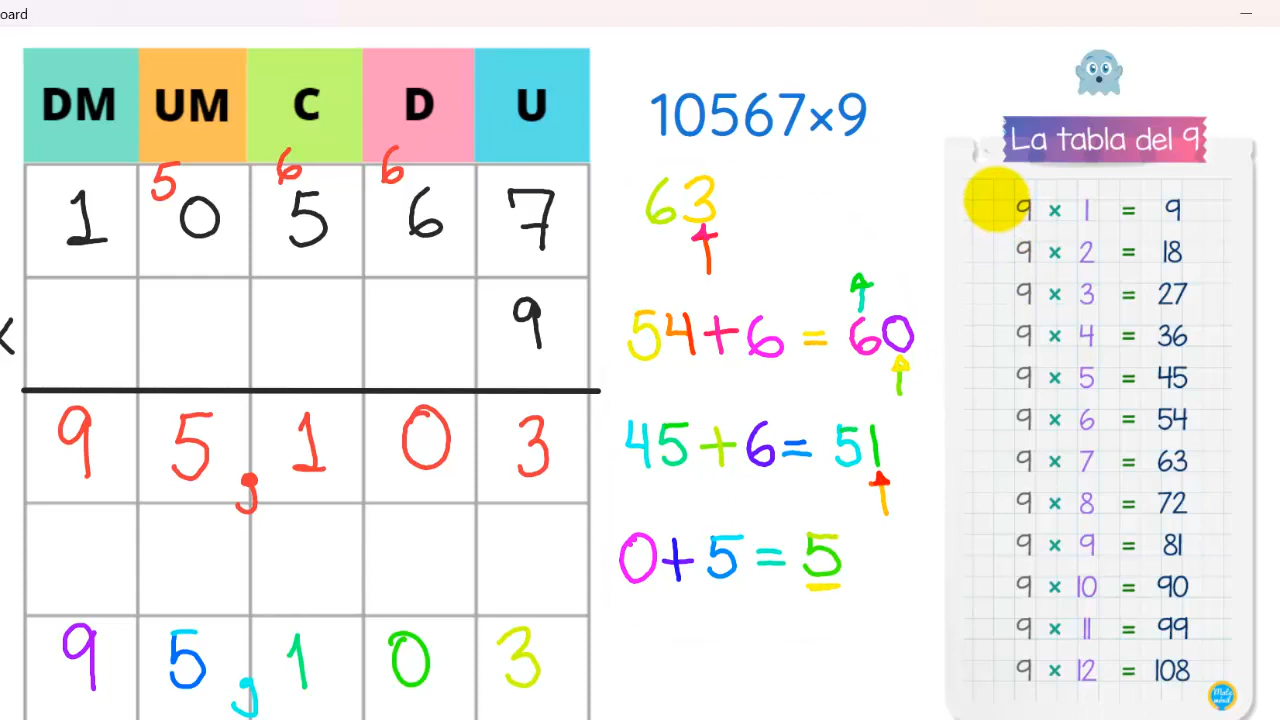 oard
DM UM C D U
5 6 6
1 0 5 6 7
x 9
9 5,1 0 3
9 5,1 0 3
10567×9
63
54+6=60
45+6=51
0+5=5
La tabla del 9
9 × 1 = 9
9 × 2 = 18
9 × 3 = 27
9 × 4 = 36
9 × 5 = 45
9 × 6 = 54
9 × 7 = 63
9 × 8 = 72
9 × 9 = 81
9 × 10 = 90
9 × 11 = 99
9 × 12 = 108